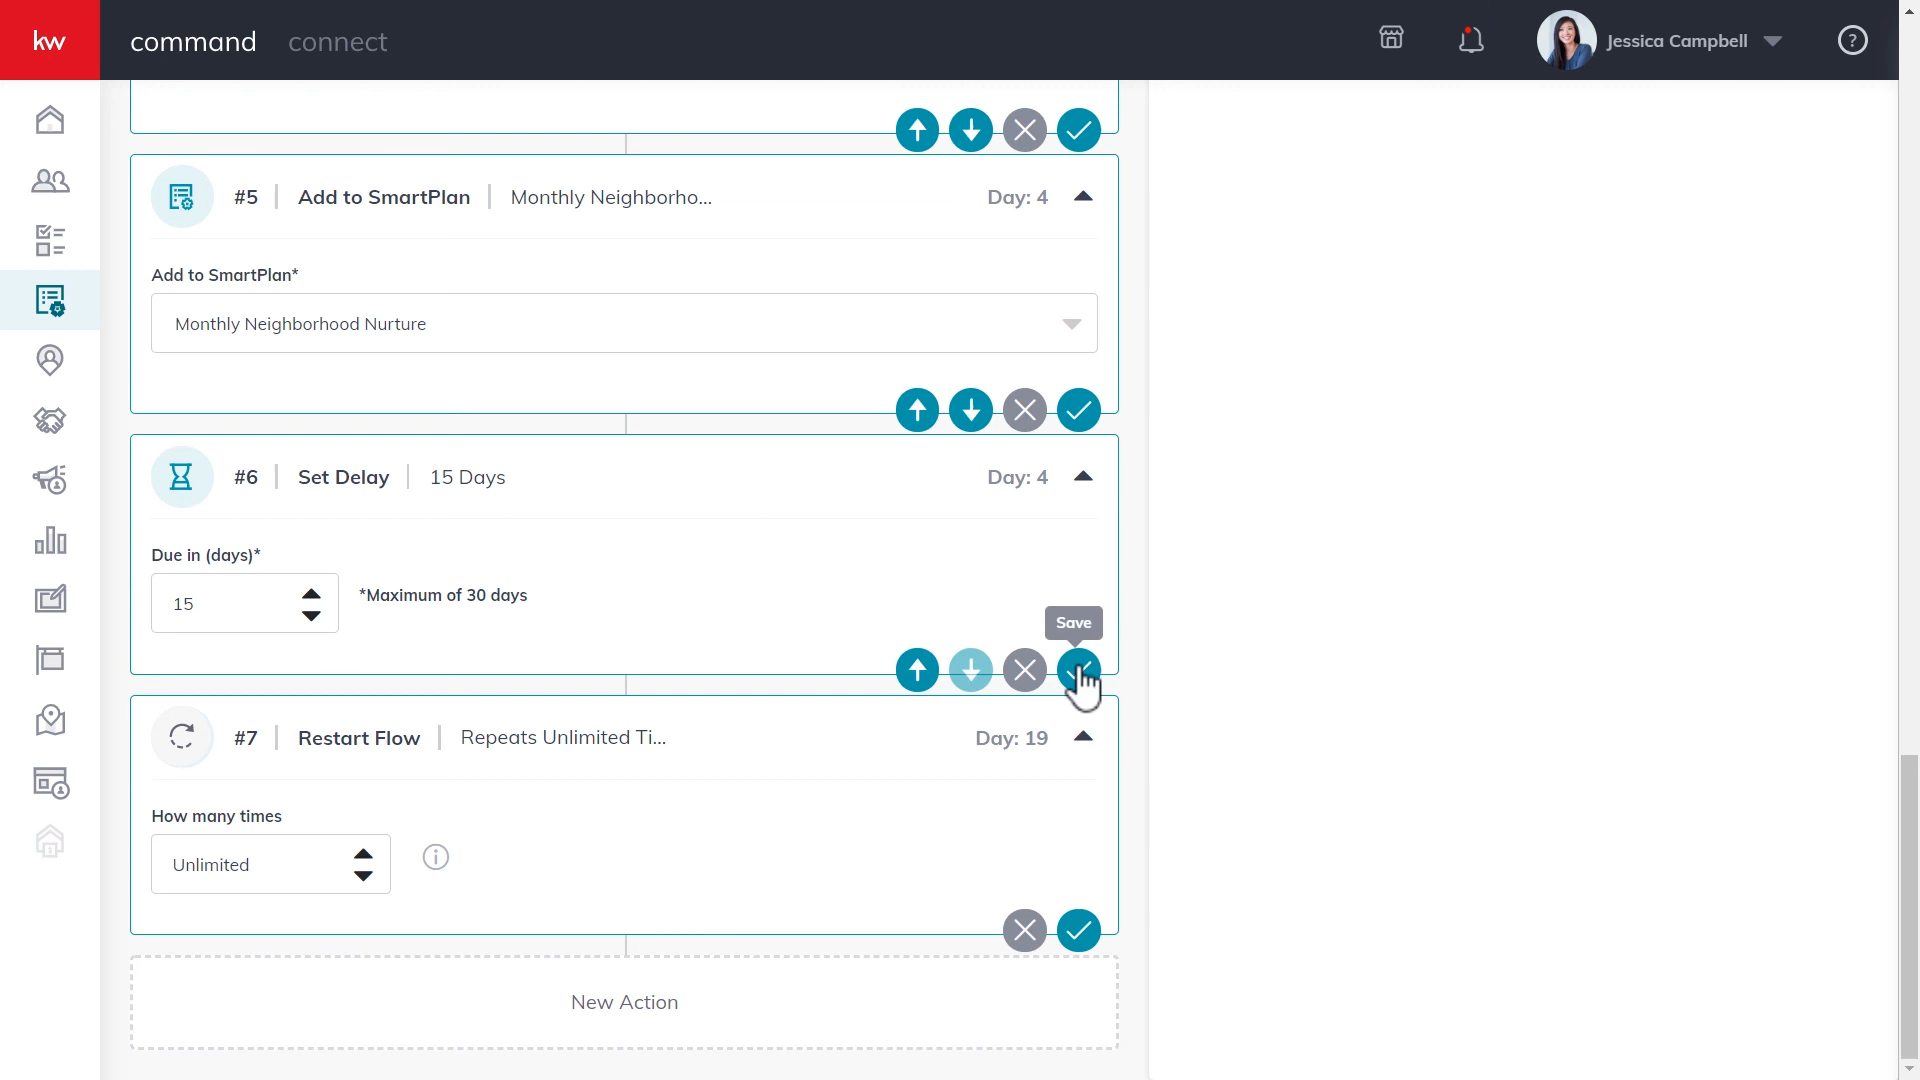 kw command connect Jessica Campbell ?
#5 Add to SmartPlan Monthly Neighborho... Day: 4
Add to SmartPlan*
Monthly Neighborhood Nurture
#6 Set Delay 15 Days Day: 4
Due in (days)*
15 *Maximum of 30 days
Save
#7 Restart Flow Repeats Unlimited Ti... Day: 19
How many times
Unlimited
New Action